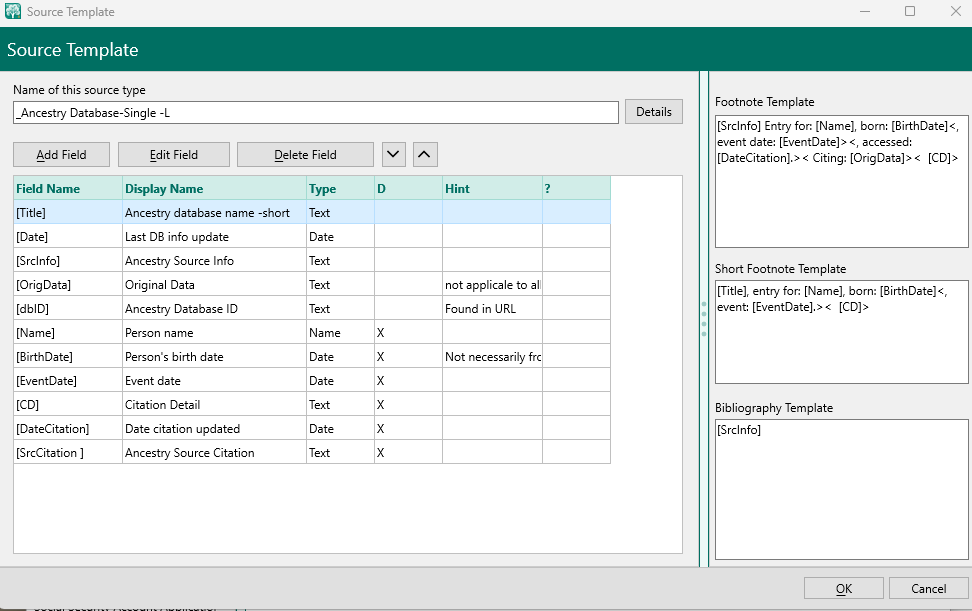 Source Template
Source Template
Name of this source type
_Ancestry Database-Single -L
Details
Add Field
Edit Field
Delete Field
Field Name Display Name Type D Hint ?
[Title] Ancestry database name -short Text
[Date] Last DB info update Date
[SrcInfo] Ancestry Source Info Text
[OrigData] Original Data Text not applicale to all
[dbID] Ancestry Database ID Text Found in URL
[Name] Person name Name X
[BirthDate] Person's birth date Date X Not necessarily fro
[EventDate] Event date Date X
[CD] Citation Detail Text X
[DateCitation] Date citation updated Date X
[SrcCitation ] Ancestry Source Citation Text X
Footnote Template
[SrcInfo] Entry for: [Name], born: [BirthDate]<,
event date: [EventDate]><, accessed:
[DateCitation].>< Citing: [OrigData]>< [CD]>
Short Footnote Template
[Title], entry for: [Name], born: [BirthDate]<,
event: [EventDate].>< [CD]>
Bibliography Template
[SrcInfo]
OK
Cancel
Social Security Account Application